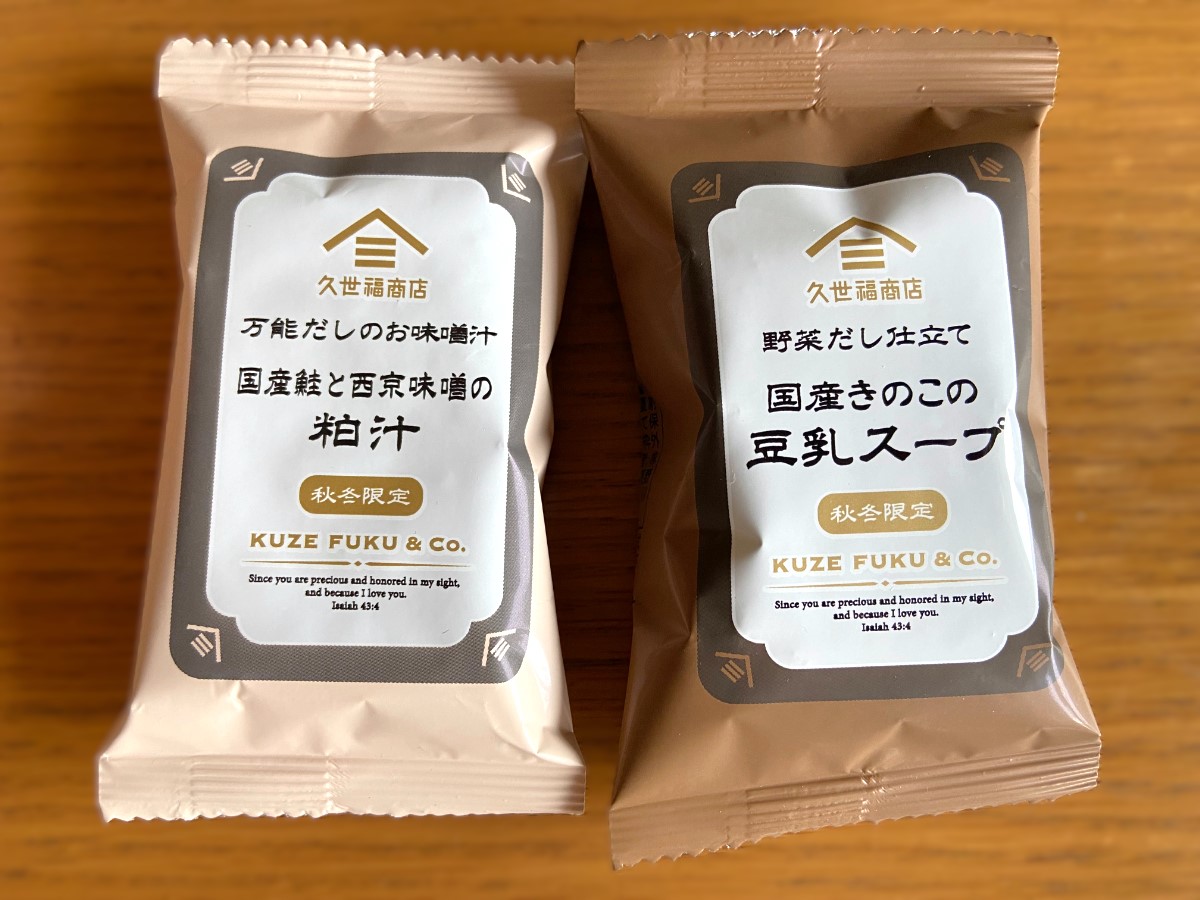 久世福商店
万能だしのお味噌汁
国産鮭と西京味噌の
粕汁
秋冬限定
KUZE FUKU & Co.
Since you are precious and honored in my sight,
and because I love you.
Isaiah 43:4
久世福商店
野菜だし仕立て
国産きのこの
豆乳スープ
秋冬限定
KUZE FUKU & Co.
Since you are precious and honored in my sight,
and because I love you.
Isaiah 43:4